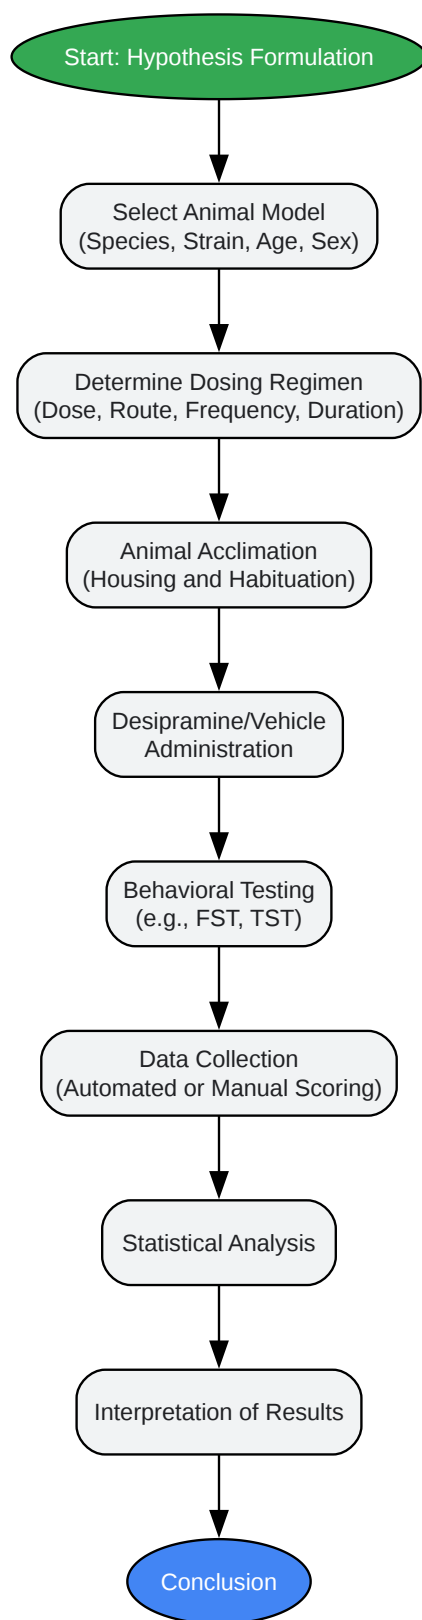 Start: Hypothesis Formulation
Select Animal Model
(Species, Strain, Age, Sex)
Determine Dosing Regimen
(Dose, Route, Frequency, Duration)
Animal Acclimation
(Housing and Habituation)
Desipramine/Vehicle
Administration
Behavioral Testing
(e.g., FST, TST)
Data Collection
(Automated or Manual Scoring)
Statistical Analysis
Interpretation of Results
Conclusion